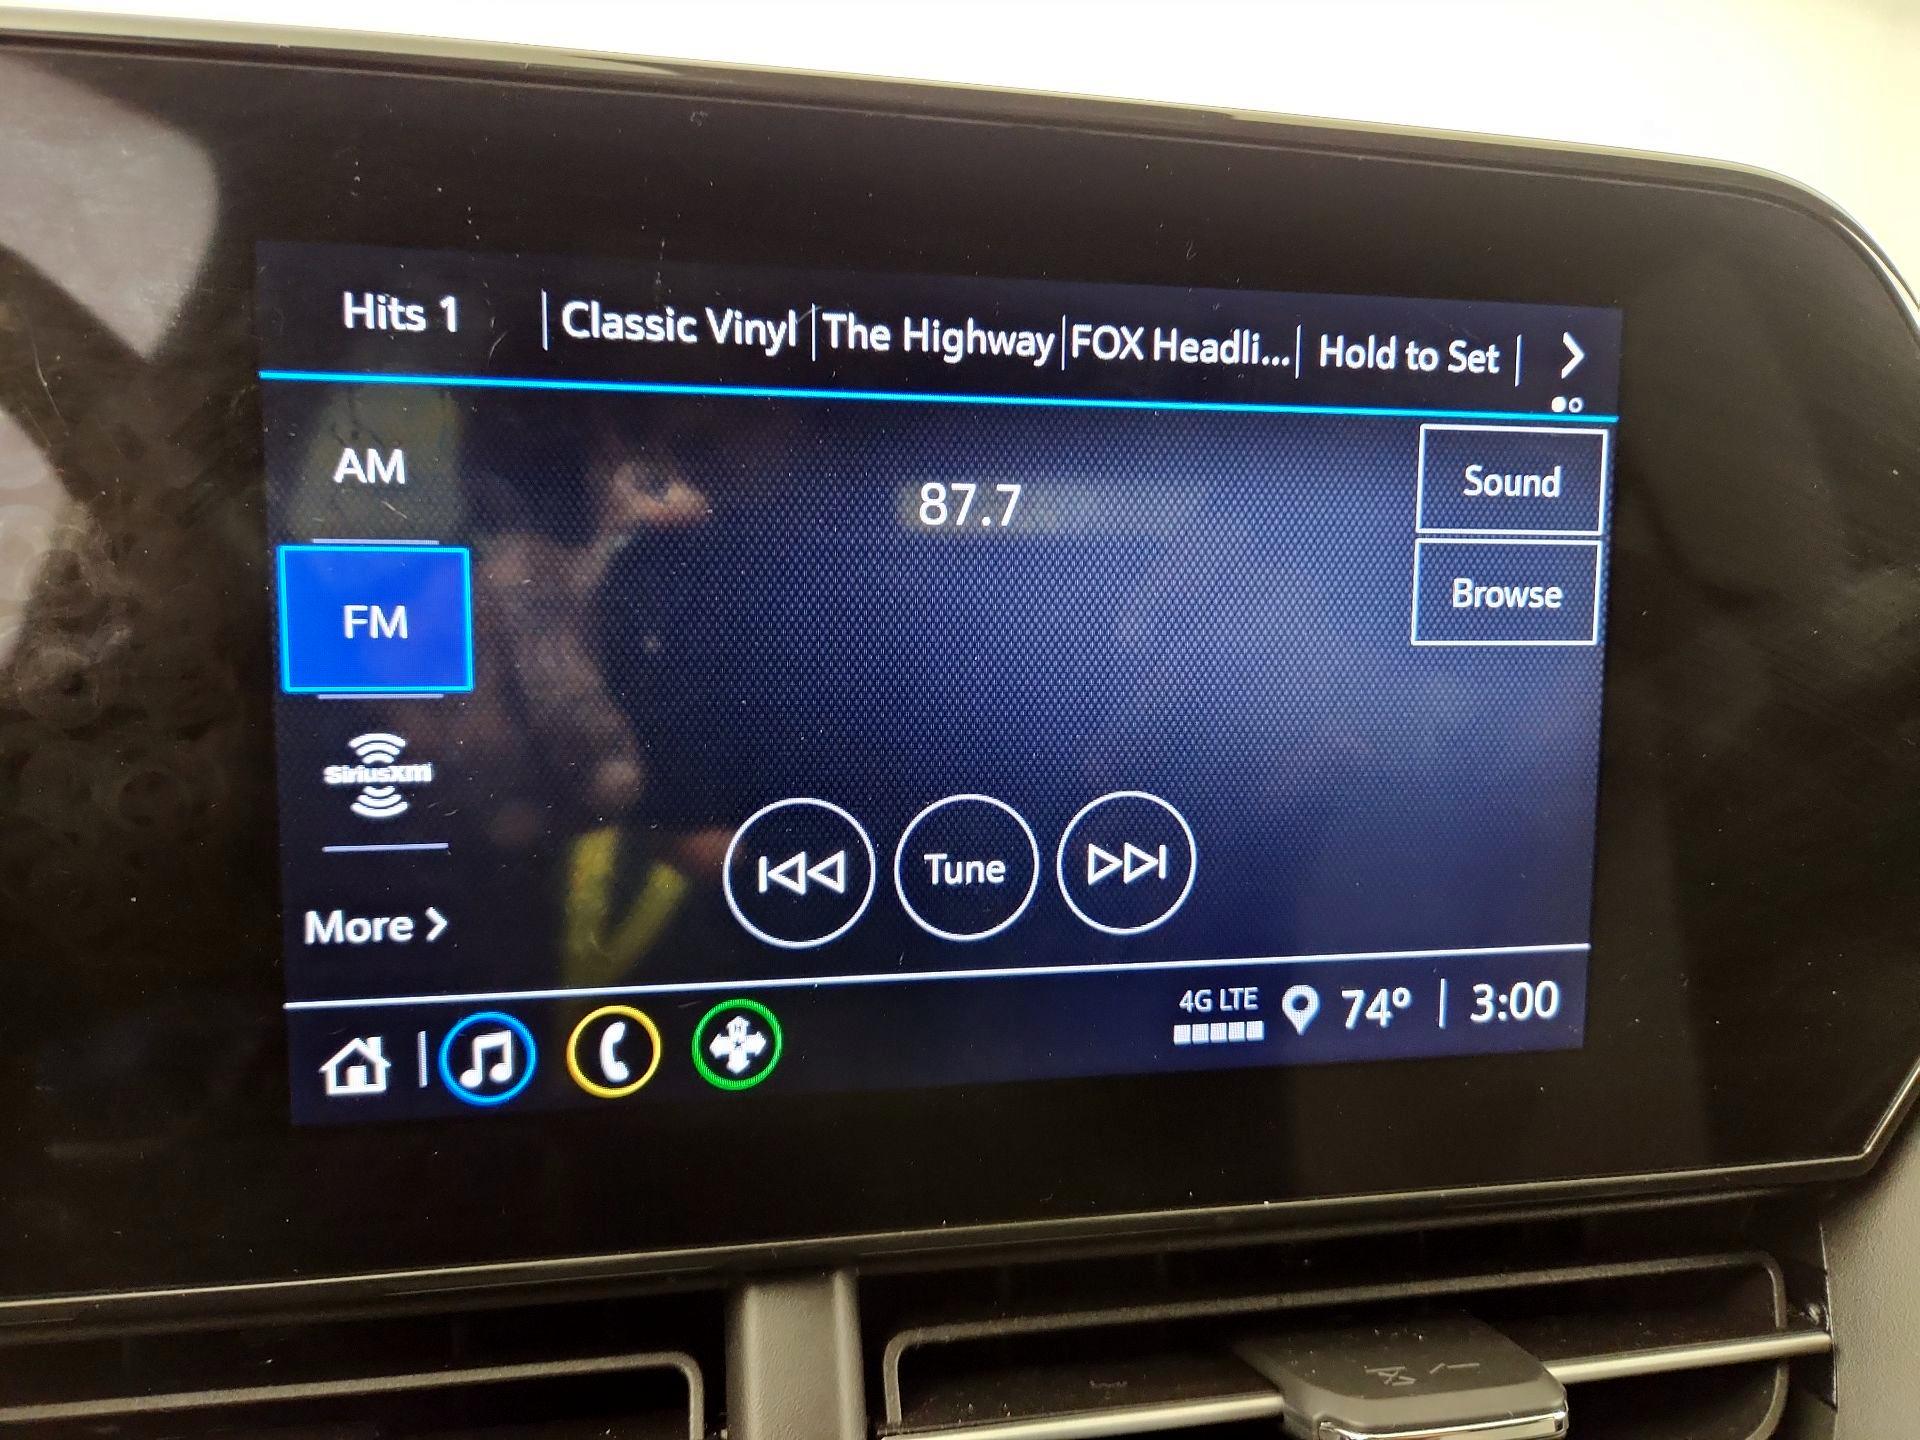 Hits 1 | Classic Vinyl | The Highway | FOX Headli... | Hold to Set |
AM
87.7
Sound
FM
Browse
SiriusXM
Tune
More
4G LTE
74° | 3:00